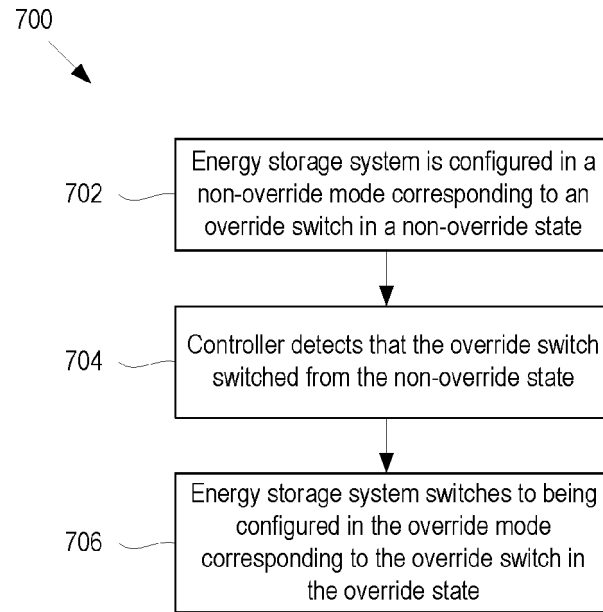 700
702
Energy storage system is configured in a
non-override mode corresponding to an
override switch in a non-override state
704
Controller detects that the override switch
switched from the non-override state
706
Energy storage system switches to being
configured in the override mode
corresponding to the override switch in
the override state